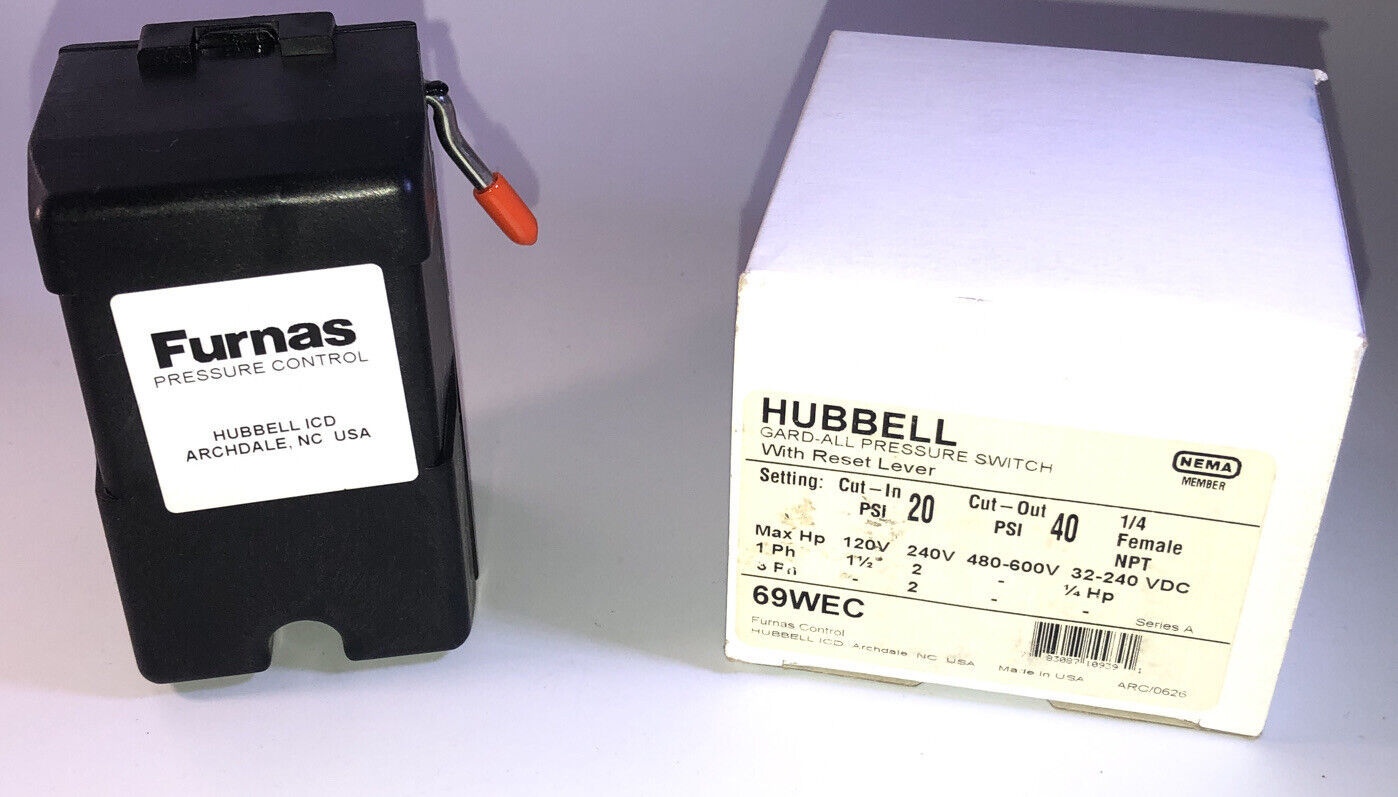 Furnas
PRESSURE CONTROL
HUBBELL ICD
ARCHDALE, NC USA
HUBBELL
GARD-ALL PRESSURE SWITCH
With Reset Lever
NEMA
MEMBER
Setting: Cut-In PSI 20 Cut-Out PSI 40 1/4 Female NPT
Max Hp 120V 240V 480-600V 32-240 VDC
1 Ph 1½ 2 - ¼ Hp
3 Ph - 2 - -
69WEC
Series A
Furnas Control
HUBBELL ICD, Archdale, NC USA
Made in USA
83087 10939 1
ARC/0626